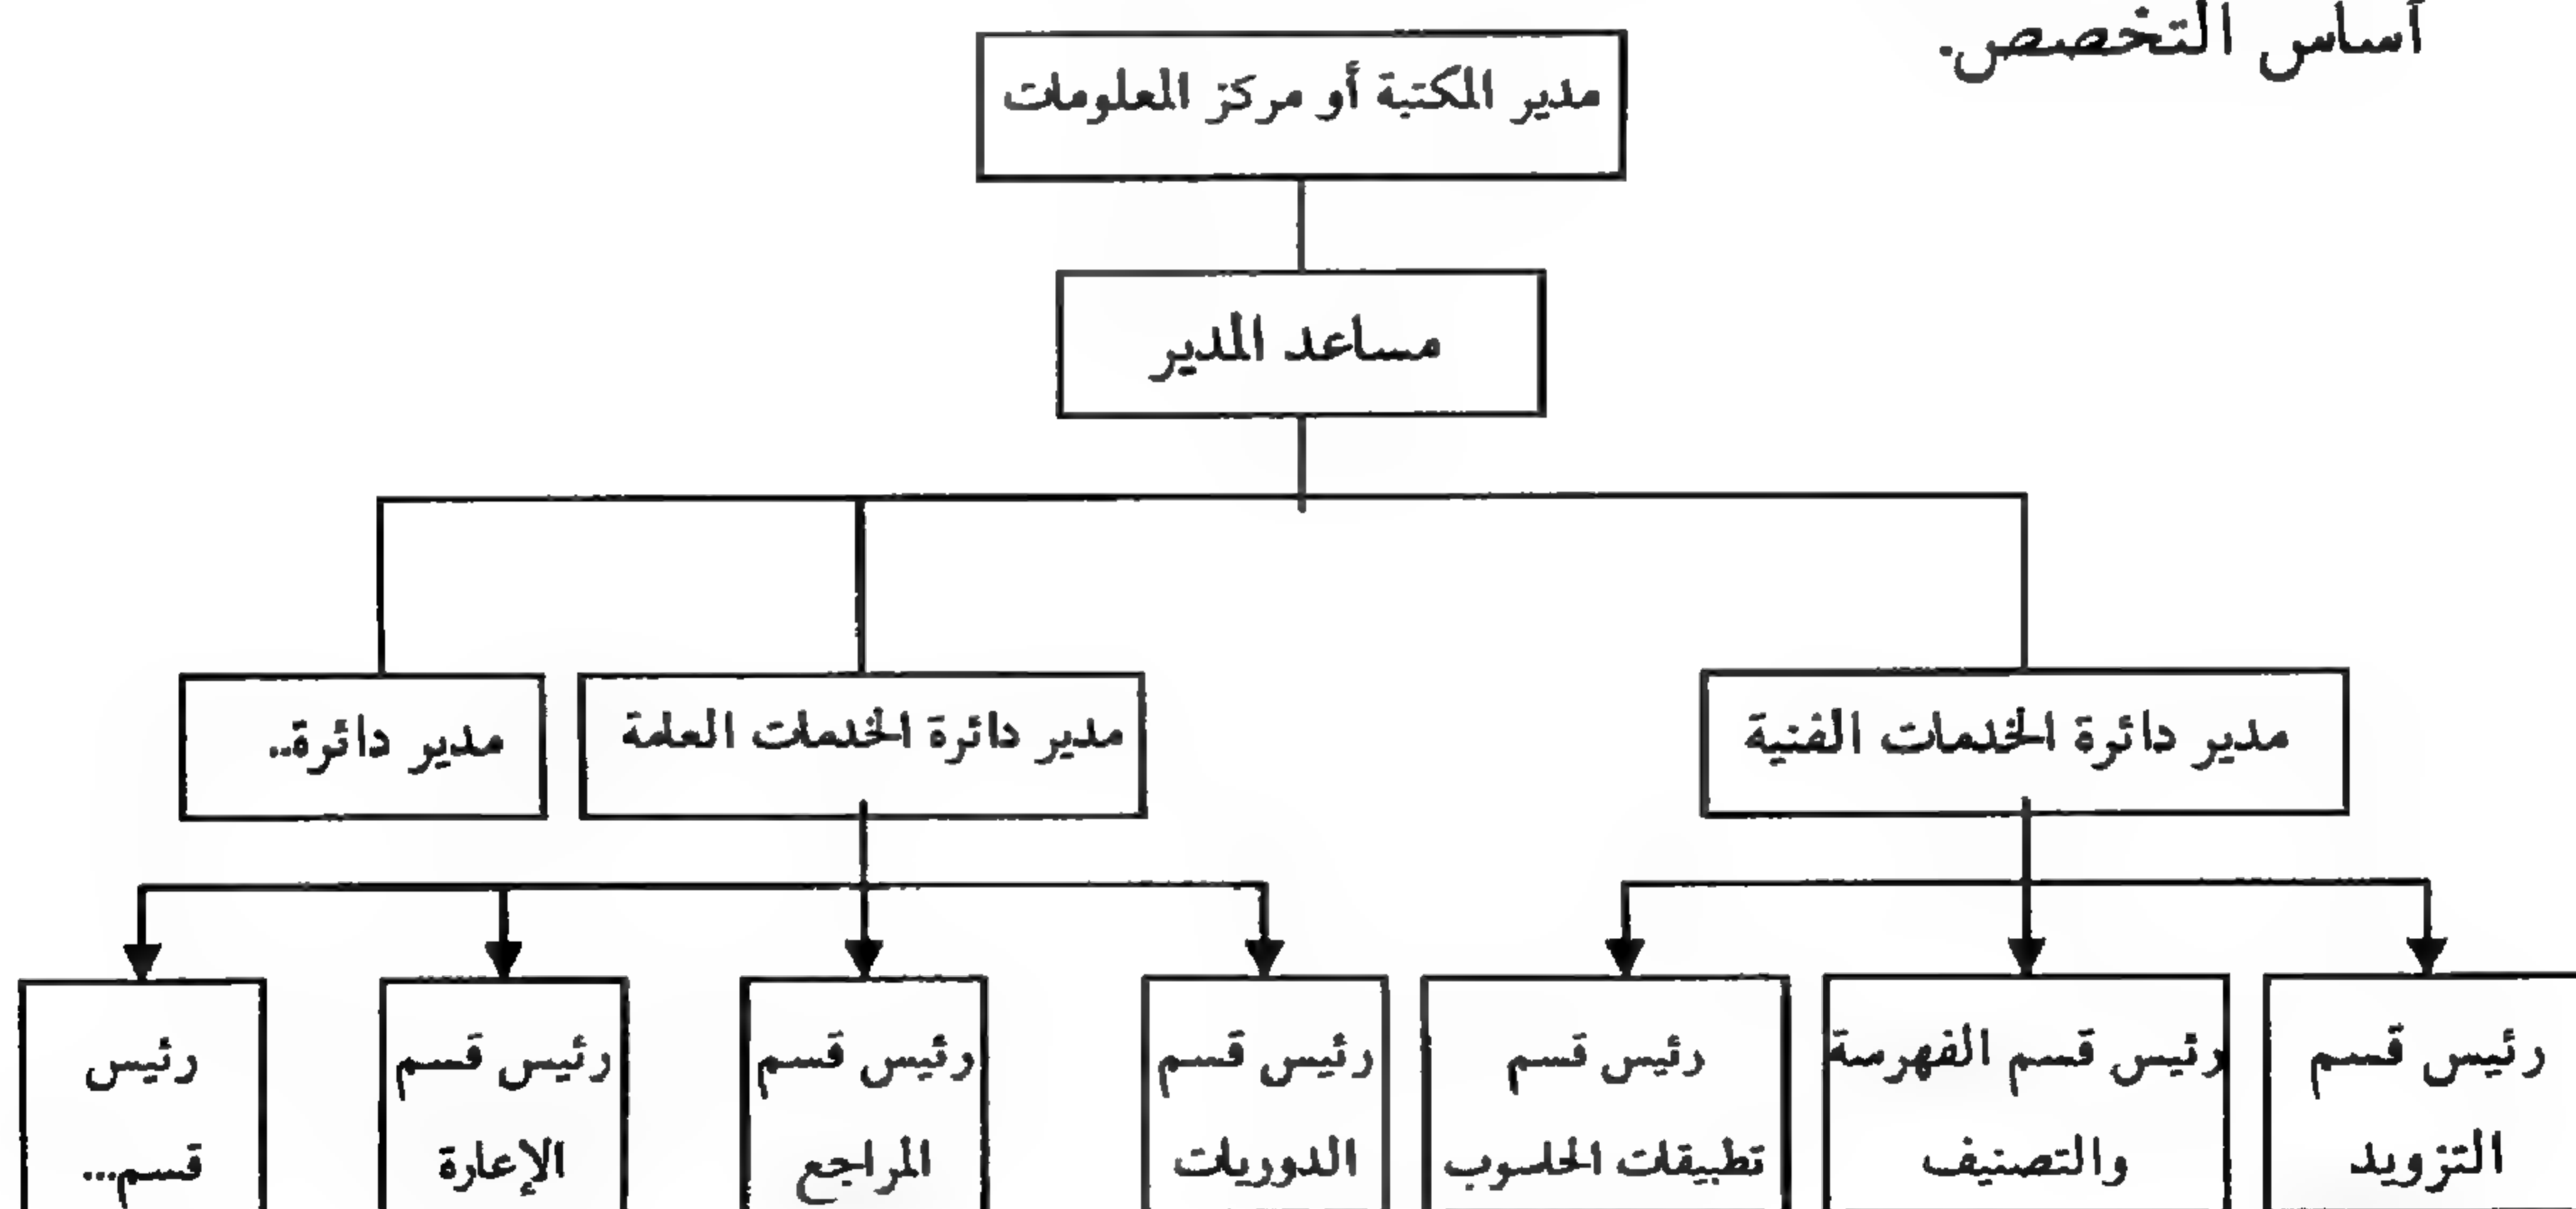 أساس التخصص.
مدير المكتبة أو مركز المعلومات
مساعد المدير
مدير دائرة الخدمات الفنية
مدير دائرة الخدمات العامة
مدير دائرة..
رئيس قسم
التزويد
رئيس قسم الفهرسة
والتصنيف
رئيس قسم
تطبيقات الحاسوب
رئيس قسم
الدوريات
رئيس قسم
المراجع
رئيس قسم
الإعارة
رئيس
قسم...